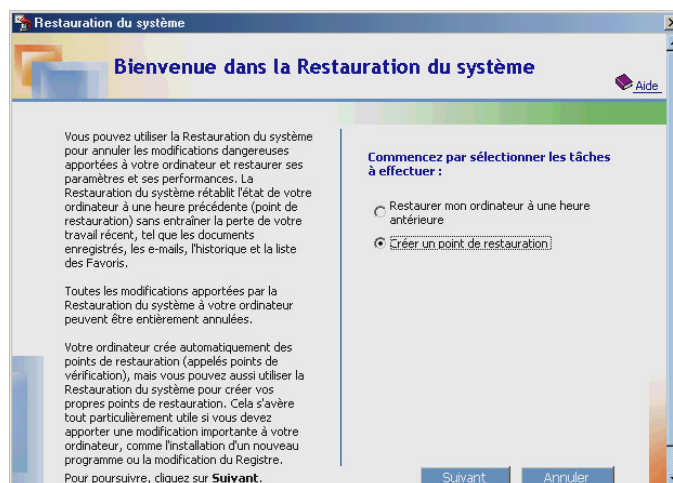 Restauration du système
Bienvenue dans la Restauration du système
Aide
Vous pouvez utiliser la Restauration du système
pour annuler les modifications dangereuses
apportées à votre ordinateur et restaurer ses
paramètres et ses performances. La
Restauration du système rétablit l'état de votre
ordinateur à une heure précédente (point de
restauration) sans entraîner la perte de votre
travail récent, tel que les documents
enregistrés, les e-mails, l'historique et la liste
des Favoris.
Toutes les modifications apportées par la
Restauration du système à votre ordinateur
peuvent être entièrement annulées.
Votre ordinateur crée automatiquement des
points de restauration (appelés points de
vérification), mais vous pouvez aussi utiliser la
Restauration du système pour créer vos
propres points de restauration. Cela s'avère
tout particulièrement utile si vous devez
apporter une modification importante à votre
ordinateur, comme l'installation d'un nouveau
programme ou la modification du Registre.
Pour poursuivre, cliquez sur Suivant.
Commencez par sélectionner les tâches
à effectuer :
Restaurer mon ordinateur à une heure
antérieure
Créer un point de restauration
Suivant
Annuler